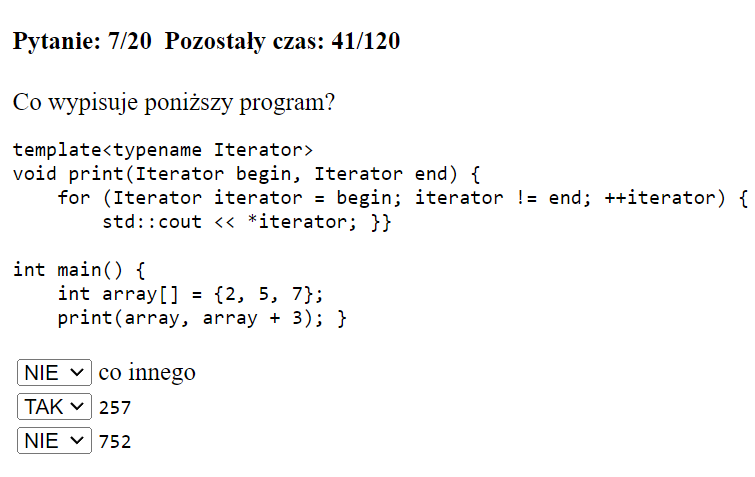 Pytanie: 7/20 Pozostały czas: 41/120
Co wypisuje poniższy program?
template<typename Iterator>
void print(Iterator begin, Iterator end) {
    for (Iterator iterator = begin; iterator != end; ++iterator) {
        std::cout << *iterator; }}
int main() {
    int array[] = {2, 5, 7};
    print(array, array + 3); }
NIE co innego
TAK 257
NIE 752